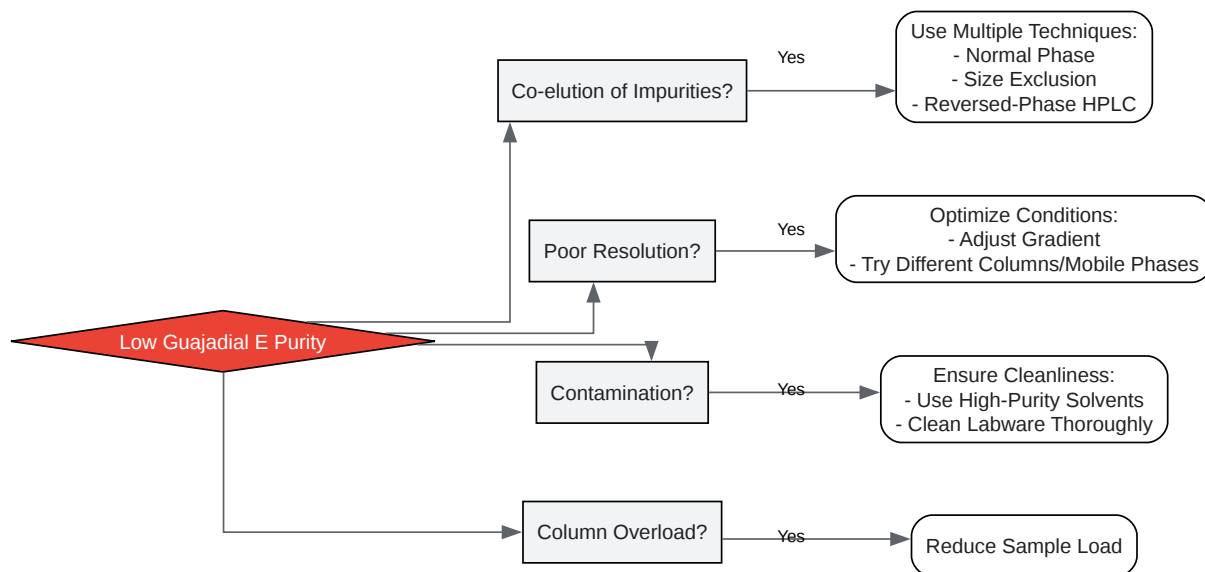 Use Multiple Techniques:
- Normal Phase
- Size Exclusion
- Reversed-Phase HPLC
Yes
Co-elution of Impurities?
Optimize Conditions:
- Adjust Gradient
- Try Different Columns/Mobile Phases
Yes
Poor Resolution?
Low Guajadial E Purity
Contamination?
Yes
Ensure Cleanliness:
- Use High-Purity Solvents
- Clean Labware Thoroughly
Column Overload?
Yes
Reduce Sample Load